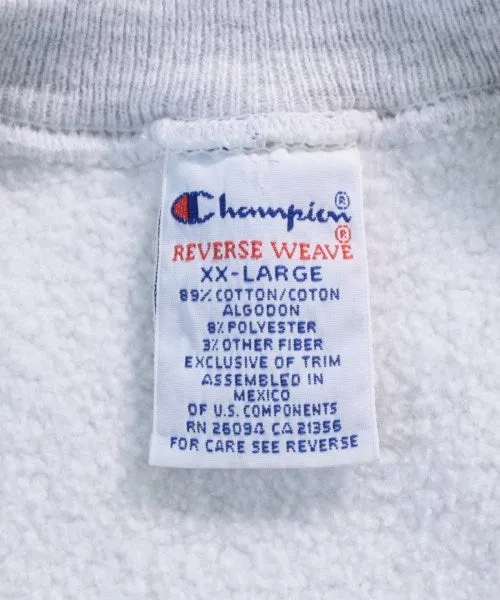 Champion®
REVERSE WEAVE®
XX-LARGE
89% COTTON/COTON
ALGODON
8% POLYESTER
3% OTHER FIBER
EXCLUSIVE OF TRIM
ASSEMBLED IN
MEXICO
OF U.S. COMPONENTS
RN 26094 CA 21356
FOR CARE SEE REVERSE